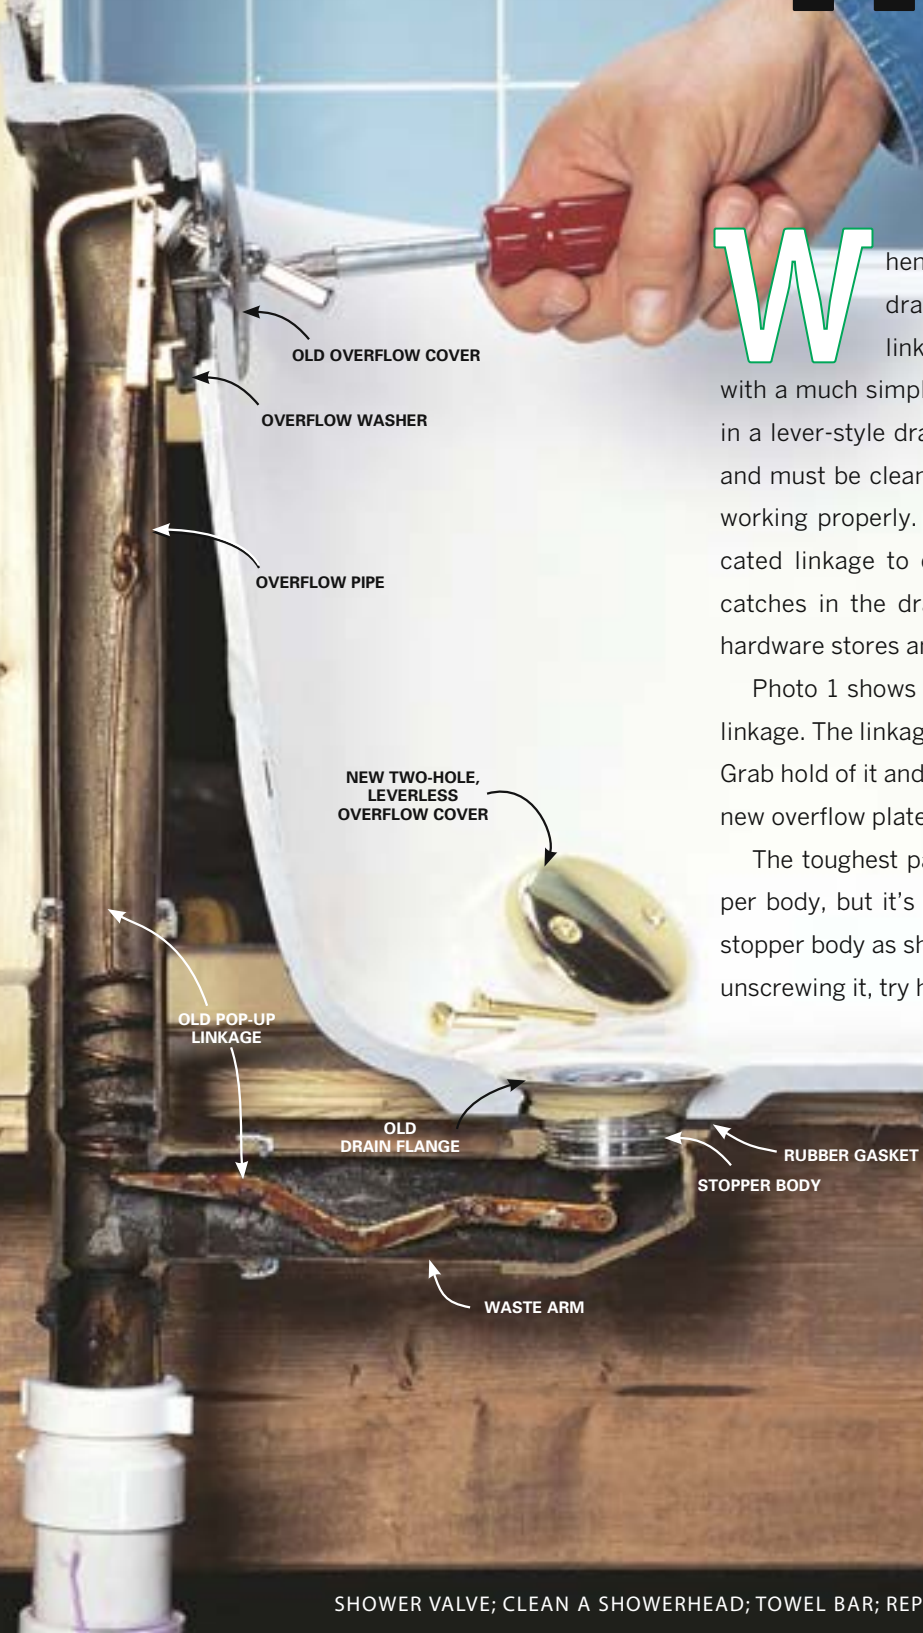 OLD OVERFLOW COVER
OVERFLOW WASHER
OVERFLOW PIPE
NEW TWO-HOLE,
LEVERLESS
OVERFLOW COVER
OLD POP-UP
LINKAGE
OLD
DRAIN FLANGE
RUBBER GASKET
STOPPER BODY
WASTE ARM
When
dra
link
with a much simpl
in a lever-style dra
and must be clean
working properly.
cated linkage to
catches in the dra
hardware stores a
Photo 1 shows
linkage. The linkag
Grab hold of it and
new overflow plate
The toughest pa
per body, but it’s
stopper body as sh
unscrewing it, try h
SHOWER VALVE; CLEAN A SHOWERHEAD; TOWEL BAR; REP